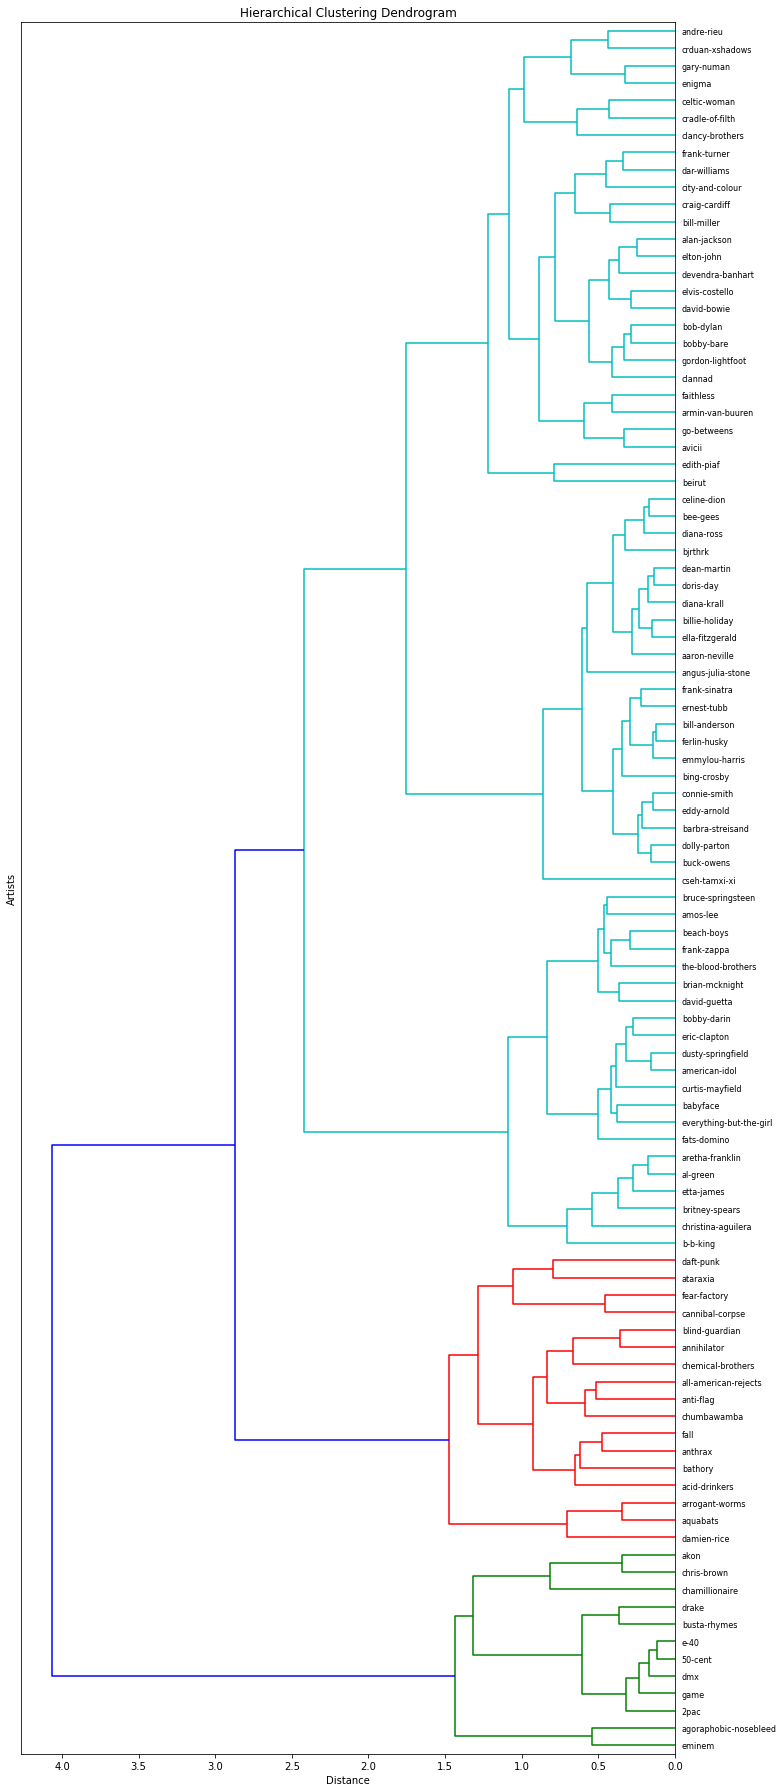 Hierarchical Clustering Dendrogram
andre-rieu
crduan-xshadows
gary-numan
enigma
celtic-woman
cradle-of-filth
clancy-brothers
frank-turner
dar-williams
city-and-colour
craig-cardiff
bill-miller
alan-jackson
elton-john
devendra-banhart
elvis-costello
david-bowie
bob-dylan
bobby-bare
gordon-lightfoot
clannad
faithless
armin-van-buuren
go-betweens
avicii
edith-piaf
beirut
celine-dion
bee-gees
diana-ross
bjrthrk
dean-martin
doris-day
diana-krall
billie-holiday
ella-fitzgerald
aaron-neville
angus-julia-stone
frank-sinatra
ernest-tubb
bill-anderson
ferlin-husky
emmylou-harris
bing-crosby
connie-smith
eddy-arnold
barbra-streisand
dolly-parton
buck-owens
cseh-tamxi-xi
Artists
bruce-springsteen
amos-lee
beach-boys
frank-zappa
the-blood-brothers
brian-mcknight
david-guetta
bobby-darin
eric-clapton
dusty-springfield
american-idol
curtis-mayfield
babyface
everything-but-the-girl
fats-domino
aretha-franklin
al-green
etta-james
britney-spears
christina-aguilera
b-b-king
daft-punk
ataraxia
fear-factory
cannibal-corpse
blind-guardian
annihilator
chemical-brothers
all-american-rejects
anti-flag
chumbawamba
fall
anthrax
bathory
acid-drinkers
arrogant-worms
aquabats
damien-rice
akon
chris-brown
chamillionaire
drake
busta-rhymes
e-40
50-cent
dmx
game
2pac
agoraphobic-nosebleed
eminem
4.0 3.5 3.0 2.5 2.0 1.5 1.0 0.5 0.0
Distance